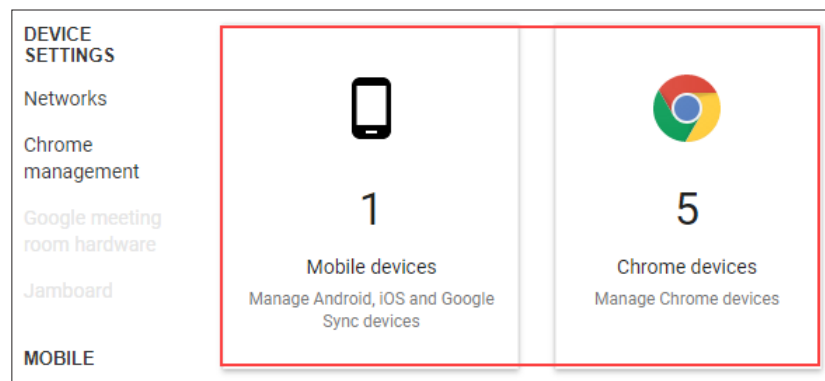 DEVICE
SETTINGS
Networks
Chrome
management
Google meeting
room hardware
Jamboard
MOBILE
1
Mobile devices
Manage Android, iOS and Google
Sync devices
5
Chrome devices
Manage Chrome devices